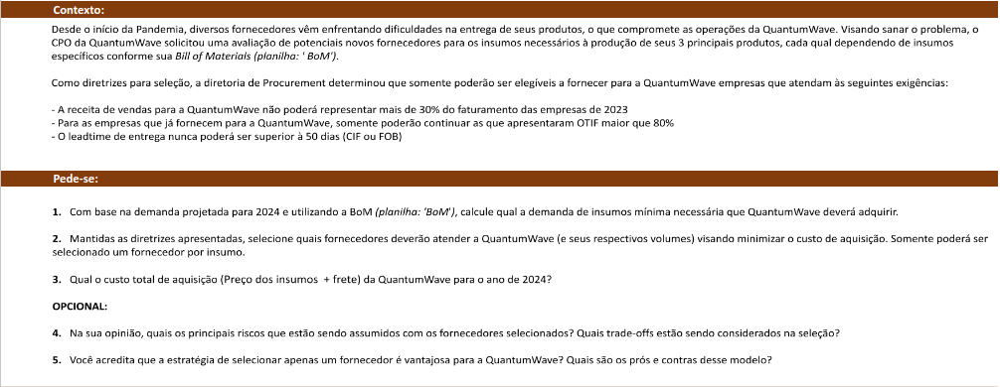 Contexto:
Desde o início da Pandemia, diversos fornecedores vêm enfrentando dificuldades na entrega de seus produtos, o que compromete as operações da QuantumWave. Visando sanar o problema, o
CPO da QuantumWave solicitou uma avaliação de potenciais novos fornecedores para os insumos necessários à produção de seus 3 principais produtos, cada qual dependendo de insumos
específicos conforme sua Bill of Materials (planilha: ' BoM').
Como diretrizes para seleção, a diretoria de Procurement determinou que somente poderão ser elegíveis a fornecer para a QuantumWave empresas que atendam às seguintes exigências:
- A receita de vendas para a QuantumWave não poderá representar mais de 30% do faturamento das empresas de 2023
- Para as empresas que já fornecem para a QuantumWave, somente poderão continuar as que apresentaram OTIF maior que 80%
- O leadtime de entrega nunca poderá ser superior à 50 dias (CIF ou FOB)
Pede-se:
1. Com base na demanda projetada para 2024 e utilizando a BoM (planilha: 'BoM'), calcule qual a demanda de insumos mínima necessária que QuantumWave deverá adquirir.
2. Mantidas as diretrizes apresentadas, selecione quais fornecedores deverão atender a QuantumWave (e seus respectivos volumes) visando minimizar o custo de aquisição. Somente poderá ser
selecionado um fornecedor por insumo.
3. Qual o custo total de aquisição (Preço dos insumos + frete) da QuantumWave para o ano de 2024?
OPCIONAL:
4. Na sua opinião, quais os principais riscos que estão sendo assumidos com os fornecedores selecionados? Quais trade-offs estão sendo considerados na seleção?
5. Você acredita que a estratégia de selecionar apenas um fornecedor é vantajosa para a QuantumWave? Quais são os prós e contras desse modelo?